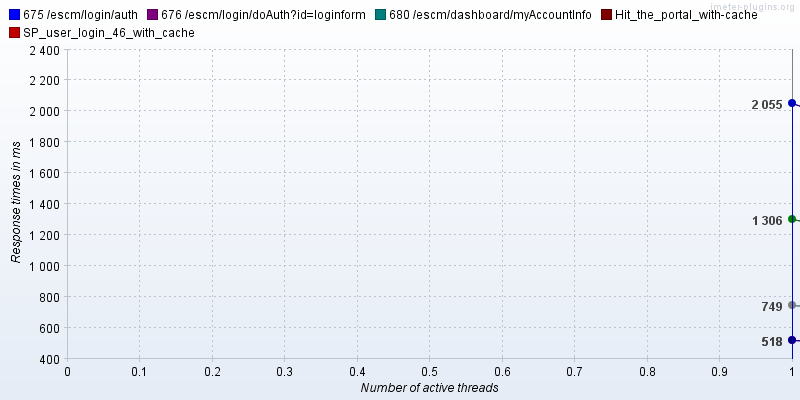 jmeter-plugins.org
675 /escm/login/auth 676 /escm/login/doAuth?id=loginform 680 /escm/dashboard/myAccountInfo Hit_the_portal_with-cache
SP_user_login_46_with_cache
2 400
2 200
2 000
1 800
1 600
1 400
1 200
1 000
800
600
400
Response times in ms
2 055
1 306
749
518
0 0.1 0.2 0.3 0.4 0.5 0.6 0.7 0.8 0.9 1
Number of active threads